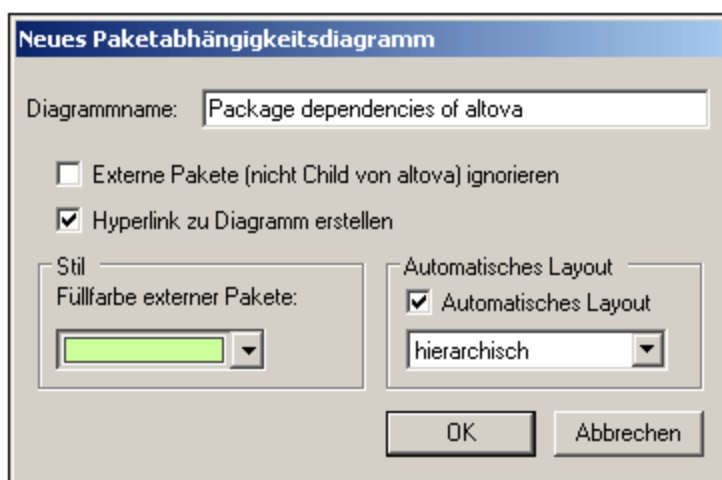 Neues Paketabhängigkeitsdiagramm
Diagrammname: Package dependencies of altova
Externe Pakete (nicht Child von altova) ignorieren
Hyperlink zu Diagramm erstellen
Stil
Füllfarbe externer Pakete:
Automatisches Layout
Automatisches Layout
hierarchisch
OK Abbrechen